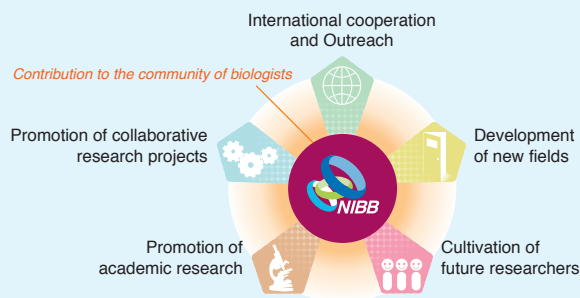 International cooperation
and Outreach
Contribution to the community of biologists
Promotion of collaborative
research projects
Development
of new fields
NIBB
Promotion of
academic research
Cultivation of
future researchers